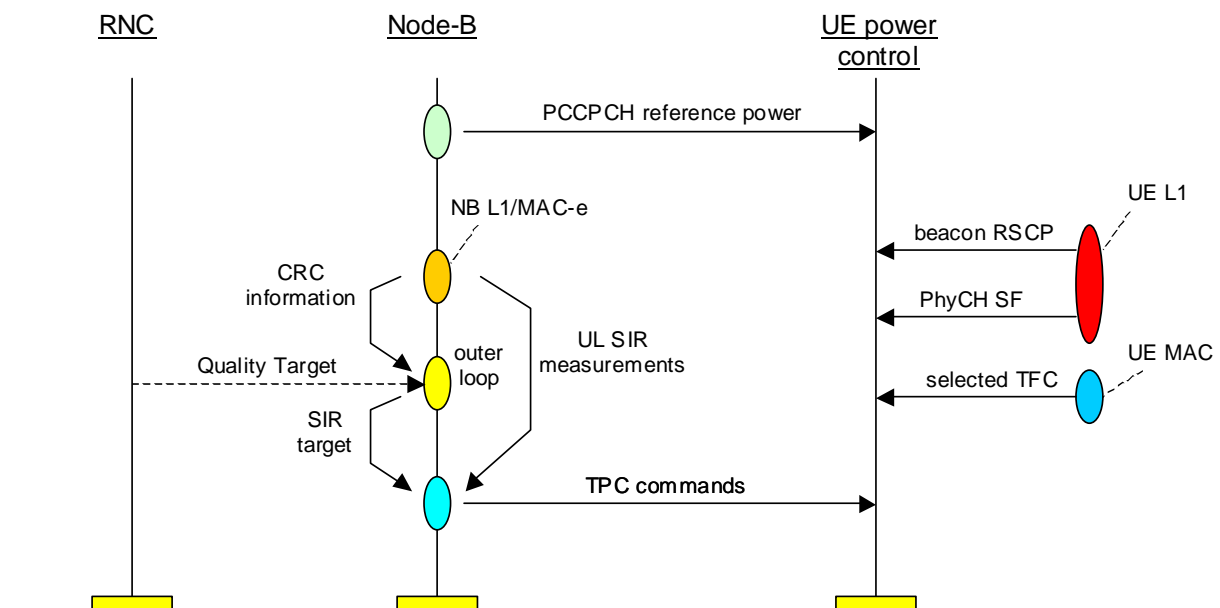 RNC
Node-B
UE power
control
PCCPCH reference power
UE L1
NB L1/MAC-e
beacon RSCP
CRC
information
PhyCH SF
UL SIR
measurements
outer
loop
Quality Target
UE MAC
selected TFC
SIR
target
TPC commands